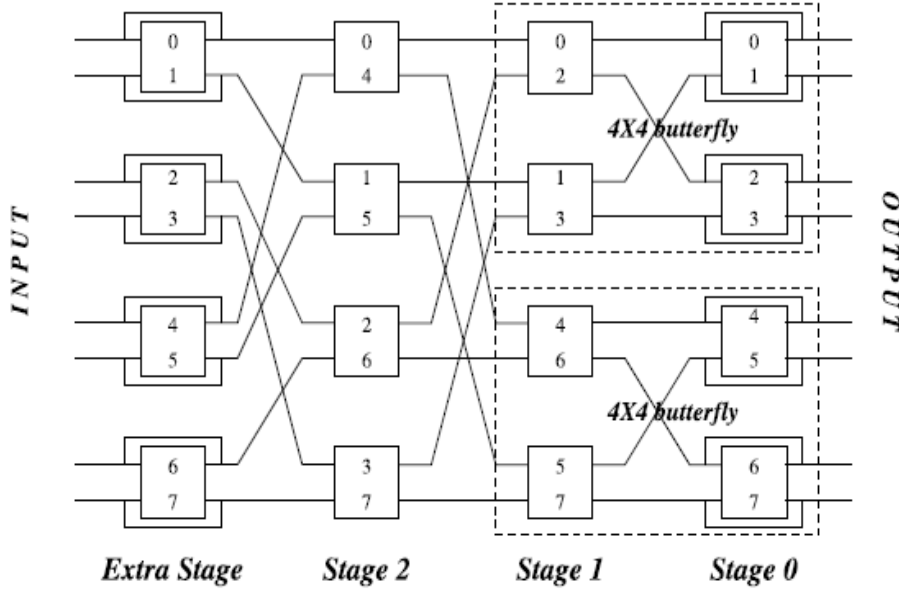 0 0 0 0
1 4 2 1
4X4 butterfly
2 1 1 2
3 5 3 3
INPUT
OUTPUT
4 2 4 4
5 6 6 5
4X4 butterfly
6 3 5 6
7 7 7 7
Extra Stage Stage 2 Stage 1 Stage 0